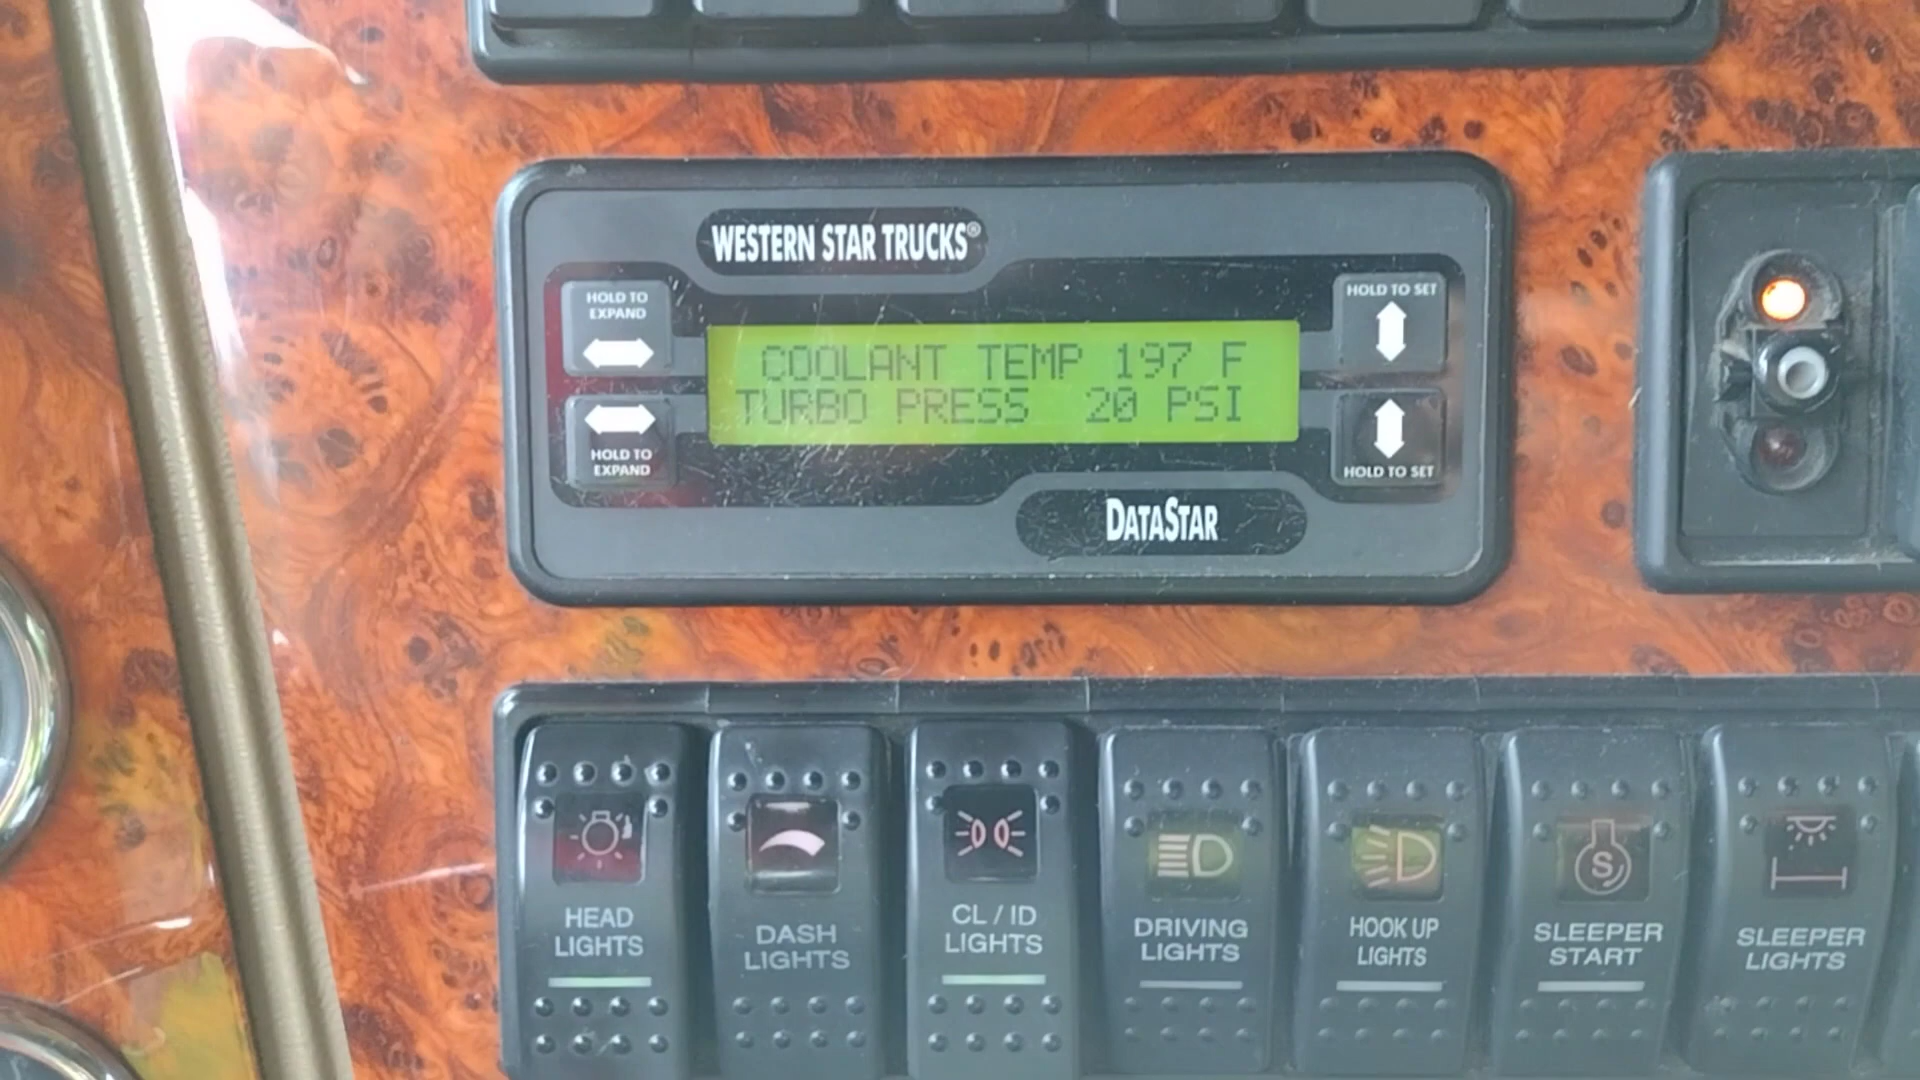 WESTERN STAR TRUCKS®
HOLD TO
EXPAND
HOLD TO SET
COOLANT TEMP 197 F
TURBO PRESS 20 PSI
HOLD TO
EXPAND
HOLD TO SET
DATASTAR
HEAD
LIGHTS
DASH
LIGHTS
CL / ID
LIGHTS
DRIVING
LIGHTS
HOOK UP
LIGHTS
S
SLEEPER
START
SLEEPER
LIGHTS